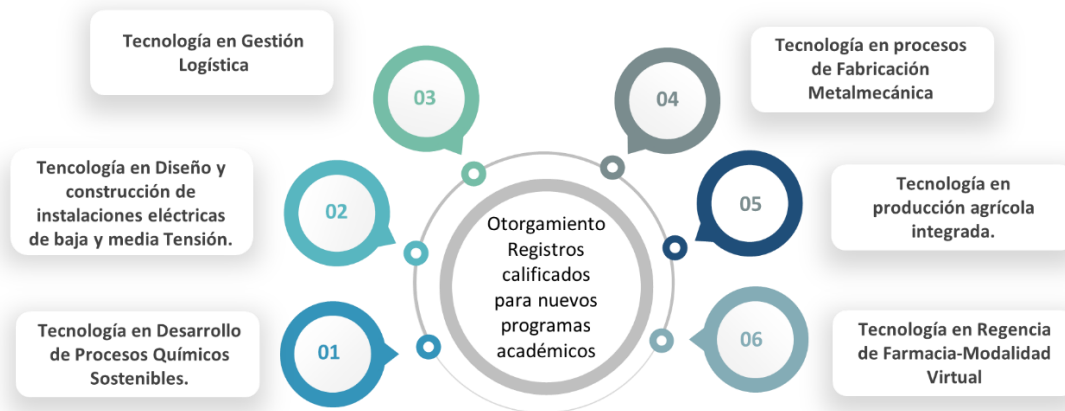 Tecnología en Gestión
Logística
03
04
Tecnología en procesos
de Fabricación
Metalmecánica
Tencología en Diseño y
construcción de
instalaciones eléctricas
de baja y media Tensión.
02
Otorgamiento
Registros
calificados
para nuevos
programas
académicos
05
Tecnología en
producción agrícola
integrada.
Tecnología en Desarrollo
de Procesos Químicos
Sostenibles.
01
06
Tecnología en Regencia
de Farmacia-Modalidad
Virtual